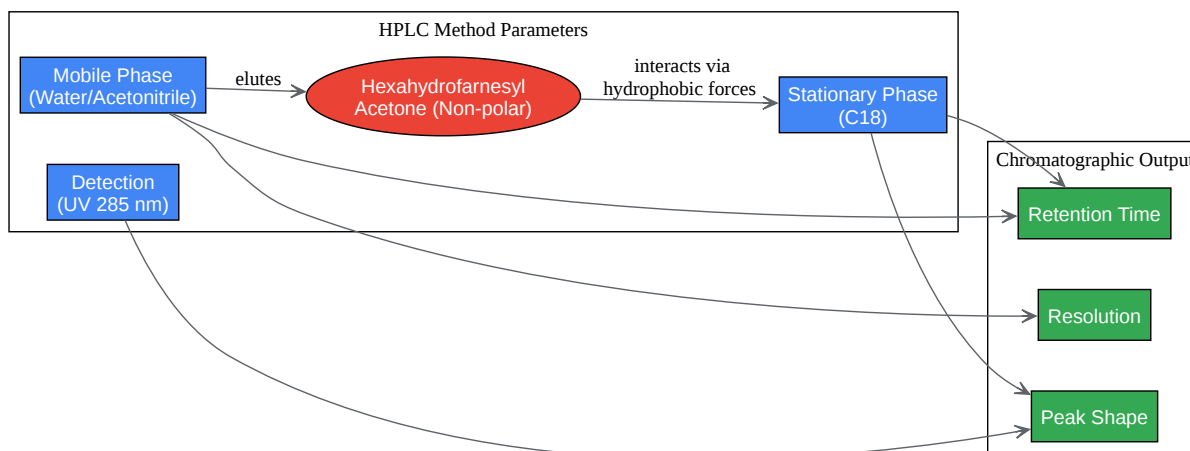 HPLC Method Parameters
Mobile Phase
(Water/Acetonitrile)
elutes
Hexahydrofarnesyl
Acetone (Non-polar)
interacts via
hydrophobic forces
Stationary Phase
(C18)
Detection
(UV 285 nm)
Chromatographic Output
Retention Time
Resolution
Peak Shape